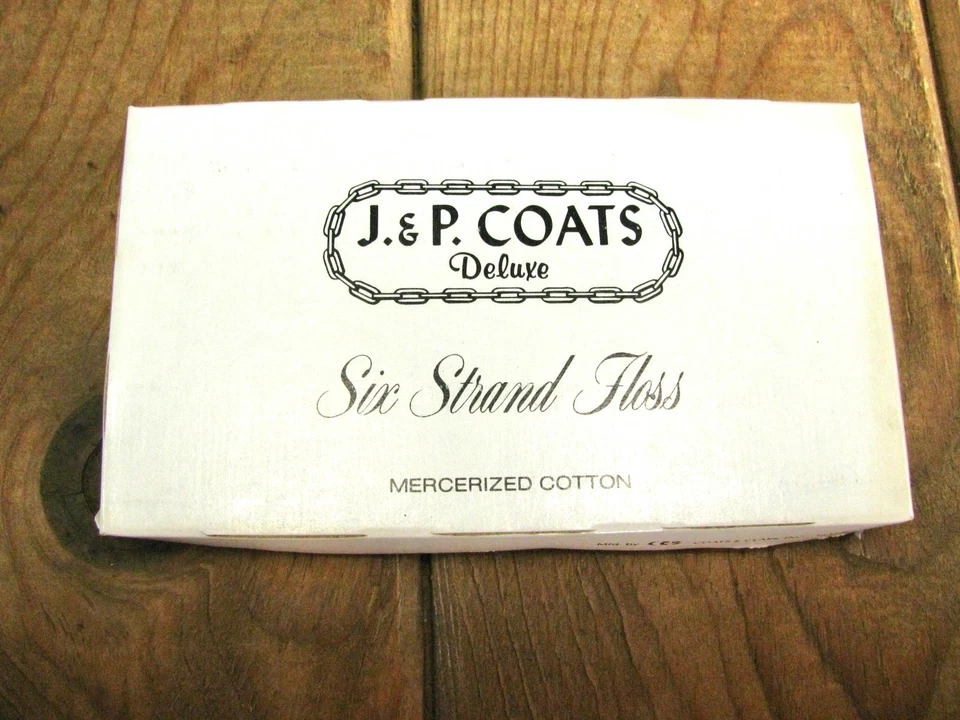 J. & P. COATS
Deluxe
Six Strand Floss
MERCERIZED COTTON